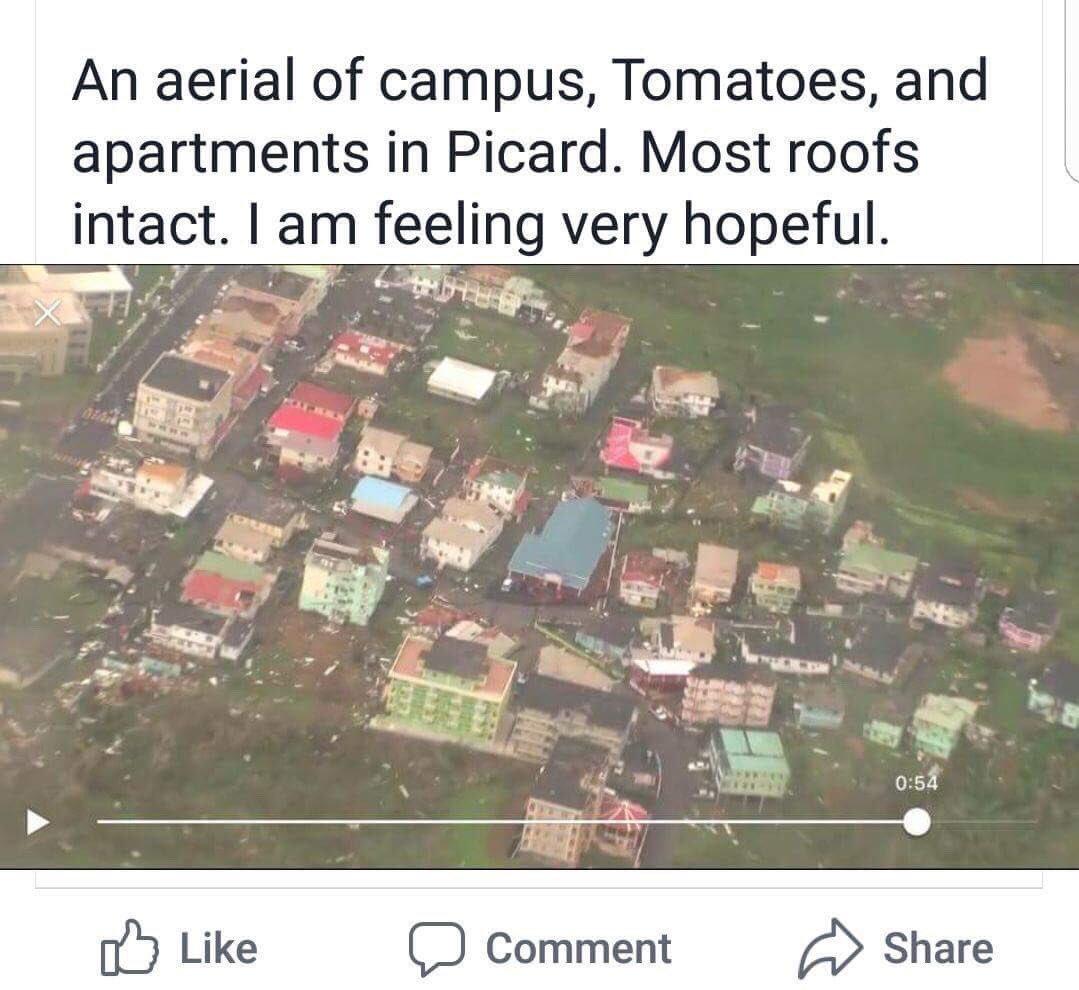 An aerial of campus, Tomatoes, and
apartments in Picard. Most roofs
intact. I am feeling very hopeful.
0:54
Like Comment Share